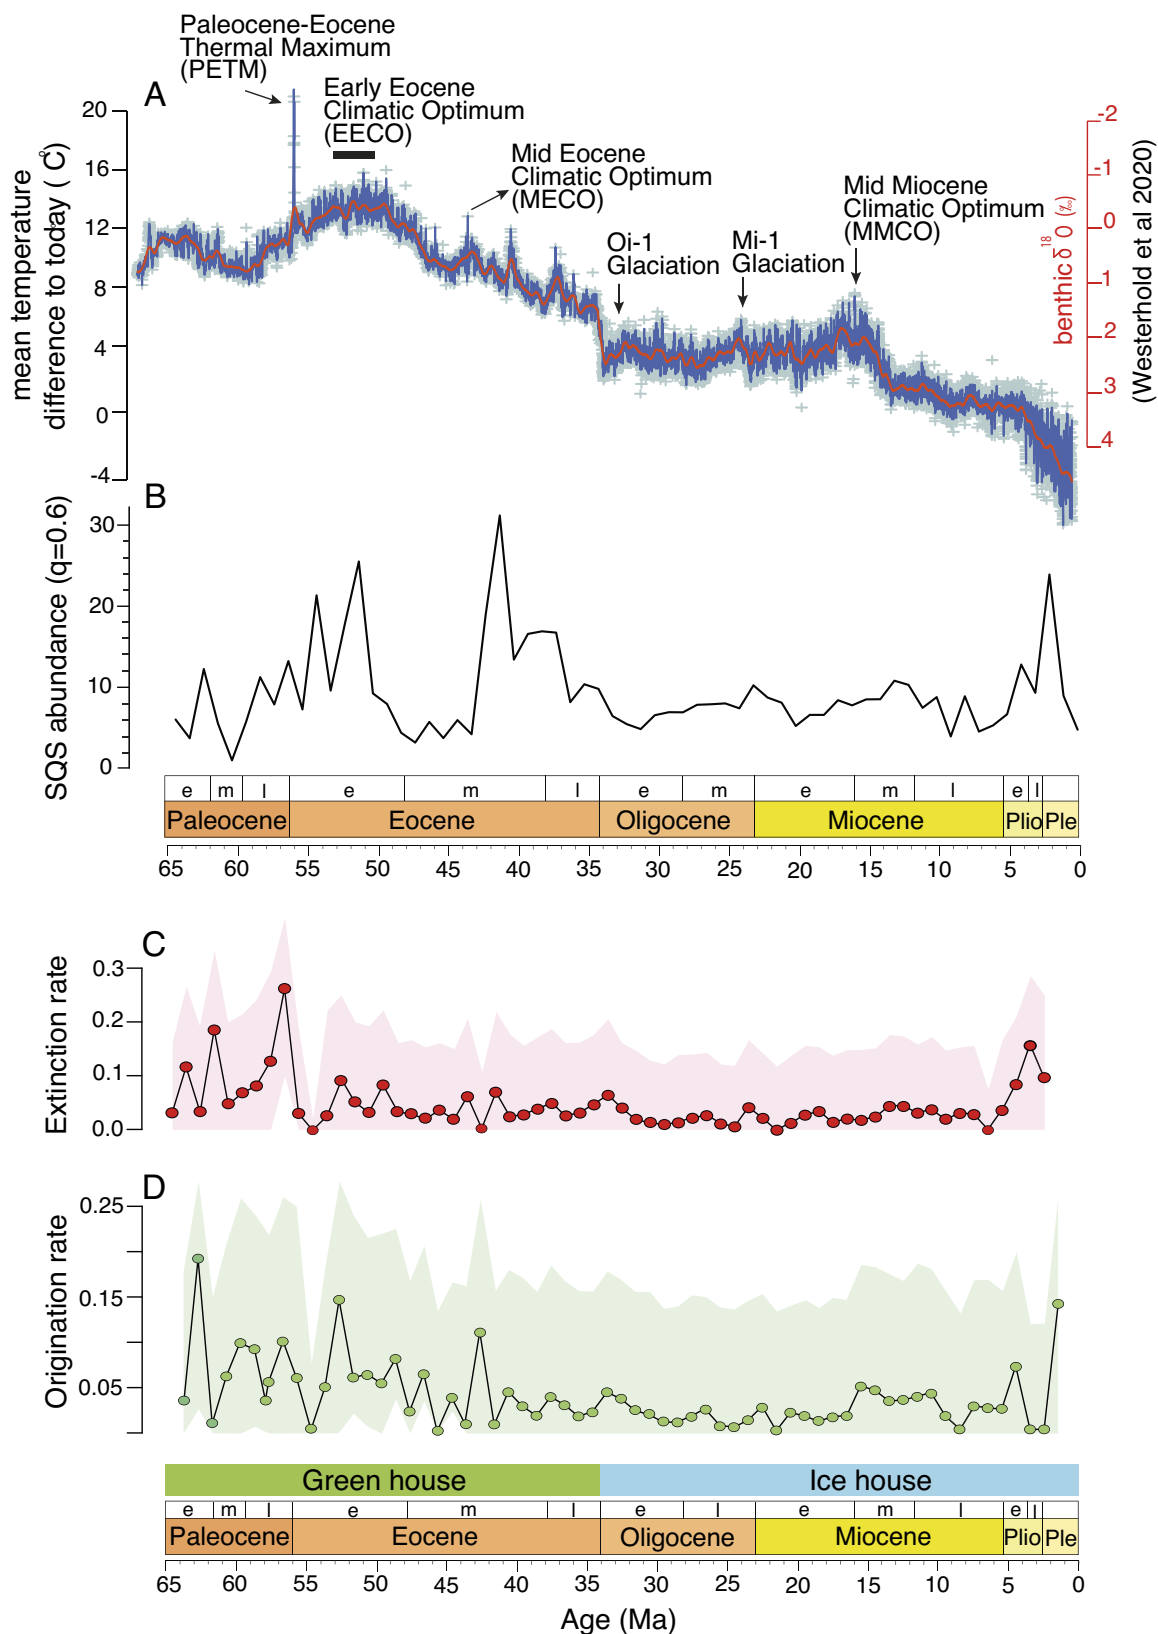 Paleocene-Eocene
Thermal Maximum
(PETM)
A
Early Eocene
Climatic Optimum
(EECO)
Mid Eocene
Climatic Optimum
(MECO)
Oi-1
Glaciation
Mi-1
Glaciation
Mid Miocene
Climatic Optimum
(MMCO)
mean temperature
difference to today ( C°)
20
16
12
8
4
0
-4
-2
-1
0
1
2
3
4
benthic δ18 O (‰)
(Westerhold et al 2020)
B
SQS abundance (q=0.6)
30
20
10
0
e m l e m l e m e m l e l
Paleocene Eocene Oligocene Miocene Plio Ple
65 60 55 50 45 40 35 30 25 20 15 10 5 0
C
Extinction rate
0.3
0.2
0.1
0.0
D
Origination rate
0.25
0.15
0.05
Green house Ice house
e m l e m l e l e m l e l
Paleocene Eocene Oligocene Miocene Plio Ple
65 60 55 50 45 40 35 30 25 20 15 10 5 0
Age (Ma)